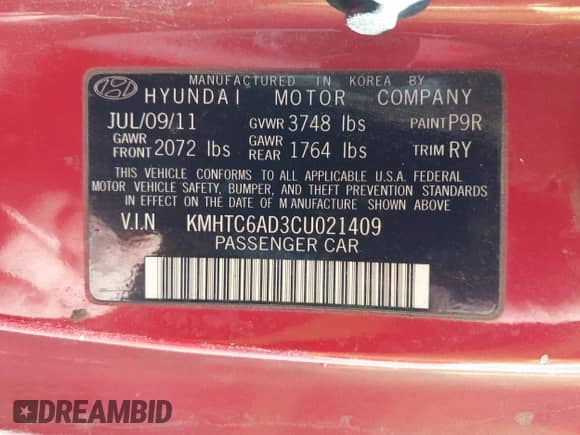 MANUFACTURED IN KOREA BY
HYUNDAI MOTOR COMPANY
JUL/09/11 GVWR 3748 lbs PAINT P9R
GAWR FRONT 2072 lbs GAWR REAR 1764 lbs TRIM RY
THIS VEHICLE CONFORMS TO ALL APPLICABLE U.S.A. FEDERAL
MOTOR VEHICLE SAFETY, BUMPER, AND THEFT PREVENTION STANDARDS
IN EFFECT ON THE DATE OF MANUFACTURE SHOWN ABOVE.
V.I.N KMHTC6AD3CU021409
PASSENGER CAR
DREAMBID